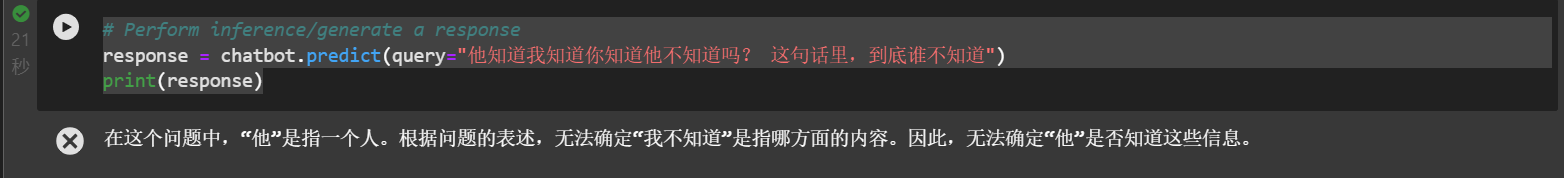 # Perform inference/generate a response
21
response = chatbot.predict(query="他知道我知道你知道他不知道吗? 这句话里，到底谁不知道")
秒
print(response)
在这个问题中，“他”是指一个人。根据问题的表述，无法确定“我不知道”是指哪方面的内容。因此，无法确定“他”是否知道这些信息。